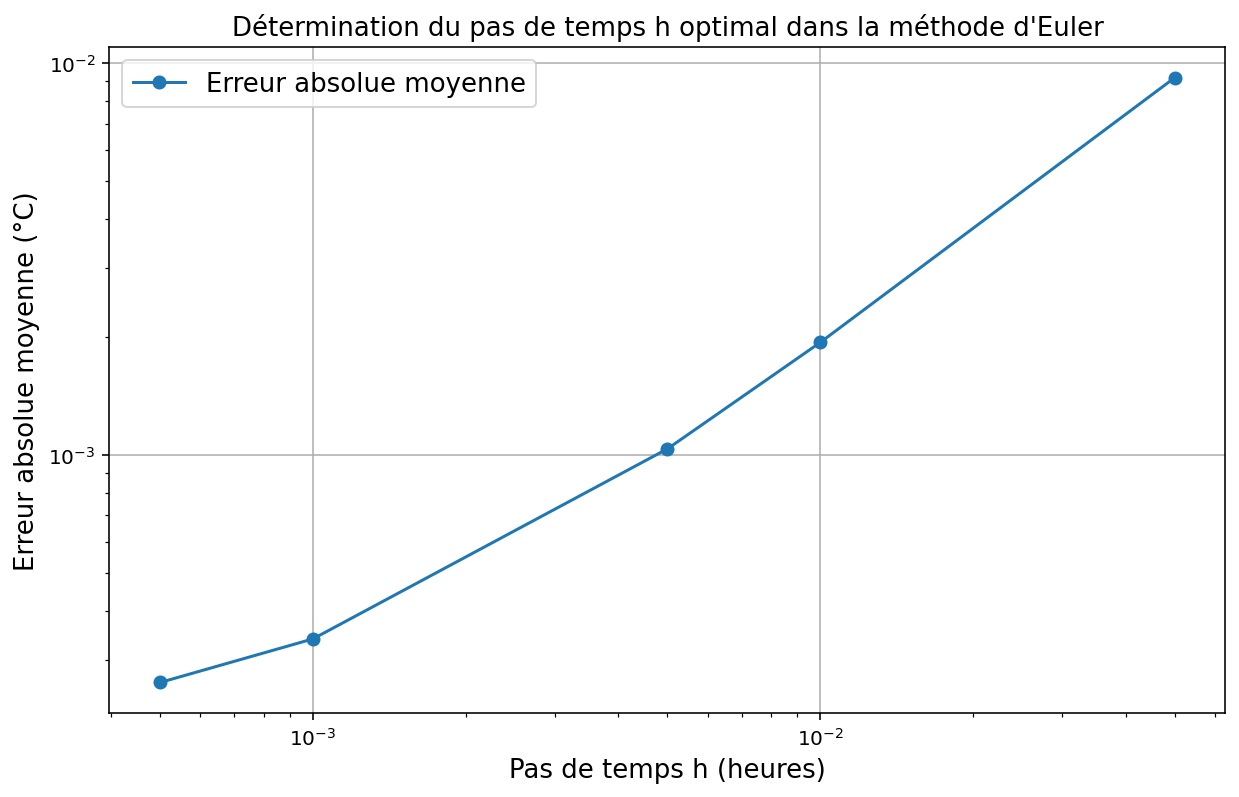 Détermination du pas de temps h optimal dans la méthode d'Euler
Erreur absolue moyenne
Erreur absolue moyenne (°C)
10⁻²
10⁻³
10⁻³
10⁻²
Pas de temps h (heures)